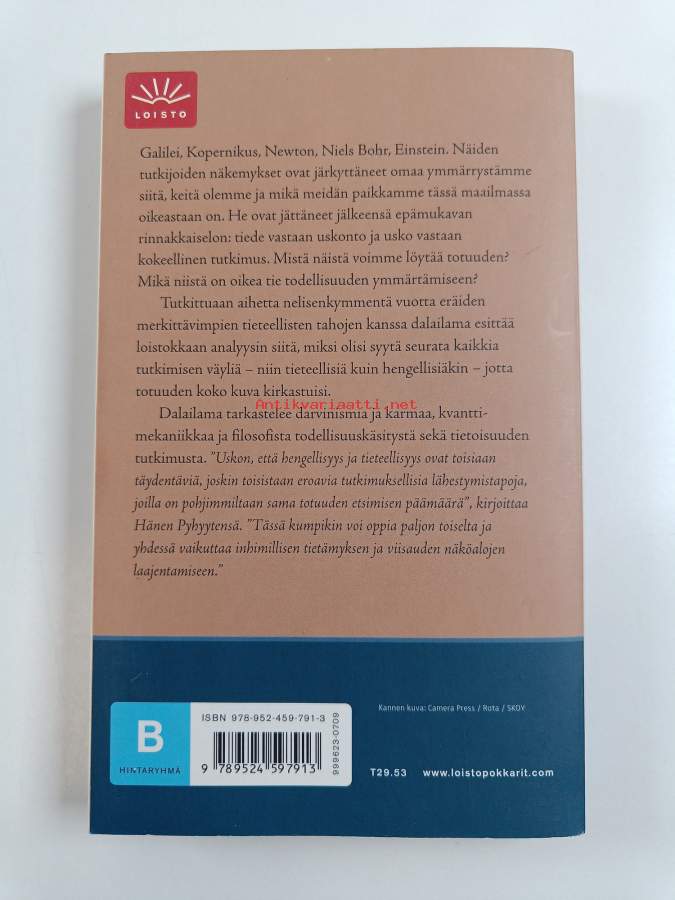 LOISTO
Galilei, Kopernikus, Newton, Niels Bohr, Einstein. Näiden
tutkijoiden näkemykset ovat järkyttäneet omaa ymmärrystämme
siitä, keitä olemme ja mikä meidän paikkamme tässä maailmassa
oikeastaan on. He ovat jättäneet jälkeensä epämukavan
rinnakkaiselon: tiede vastaan uskonto ja usko vastaan
kokeellinen tutkimus. Mistä näistä voimme löytää totuuden?
Mikä niistä on oikea tie todellisuuden ymmärtämiseen?
Tutkittuaan aihetta nelisenkymmentä vuotta eräiden
merkittävimpien tieteellisten tahojen kanssa dalailama esittää
loistokkaan analyysin siitä, miksi olisi syytä seurata kaikkia
tutkimisen väyliä – niin tieteellisiä kuin hengellisiäkin – jotta
totuuden koko kuva kirkastuisi.
Antikvariaatti.net
Dalailama tarkastelee darvinismia ja karmaa, kvantti-
mekaniikkaa ja filosofista todellisuuskäsitystä sekä tietoisuuden
tutkimusta. "Uskon, että hengellisyys ja tieteellisyys ovat toisiaan
täydentäviä, joskin toisistaan eroavia tutkimuksellisia lähestymistapoja,
joilla on pohjimmiltaan sama totuuden etsimisen päämäärä", kirjoittaa
Hänen Pyhyytensä. "Tässä kumpikin voi oppia paljon toiselta ja
yhdessä vaikuttaa inhimillisen tietämyksen ja viisauden näköalojen
laajentamiseen."
Kannen kuva: Camera Press / Rota / SKOY
B
HINTARYHMÄ
ISBN 978-952-459-791-3
9 789524 597913
999623-0709
T29.53 www.loistopokkarit.com